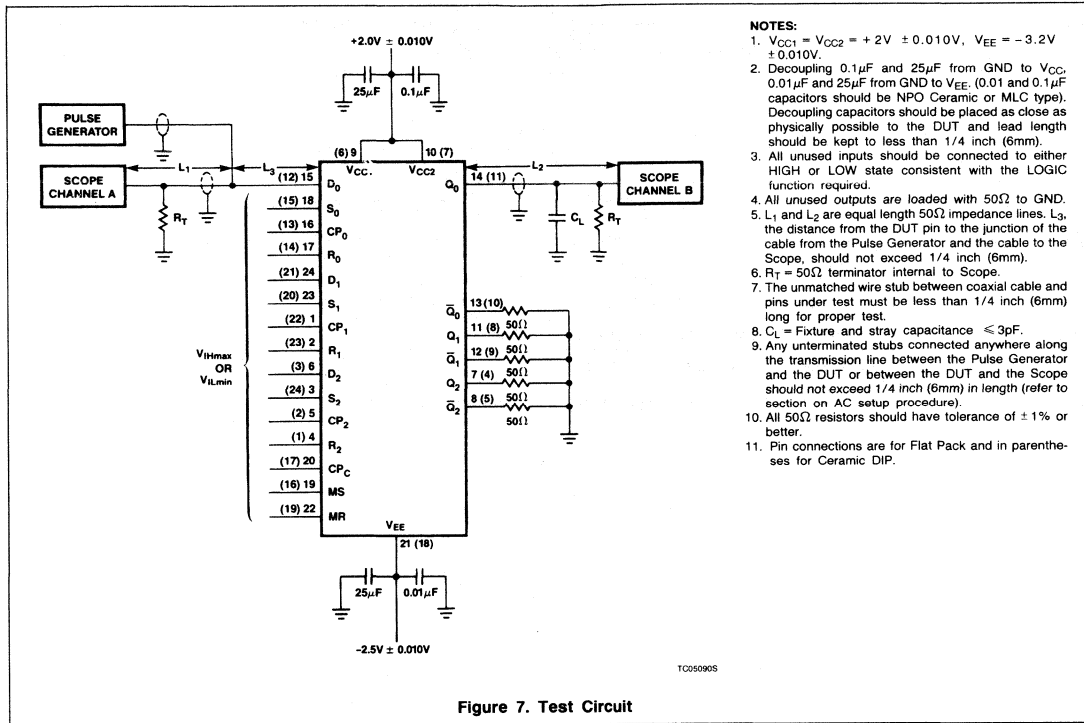 +2.0V ± 0.010V
25μF
0.1μF
PULSE
GENERATOR
SCOPE
CHANNEL A
L1
L3
RT
(6) 9
10 (7)
VCC.
VCC2
L2
SCOPE
CHANNEL B
14 (11)
CL
RT
(12) 15 D0
Q0
(15) 18 S0
(13) 16 CP0
(14) 17 R0
(21) 24 D1
(20) 23 S1
(22) 1 CP1
(23) 2 R1
(3) 6 D2
(24) 3 S2
(2) 5 CP2
(1) 4 R2
(17) 20 CPC
(16) 19 MS
(19) 22 MR
VIHmax
OR
VILmin
Q̅0 13 (10)
50Ω
Q1 11 (8)
50Ω
Q̅1 12 (9)
50Ω
Q2 7 (4)
50Ω
Q̅2 8 (5)
50Ω
VEE
21 (18)
25μF
0.01μF
−2.5V ± 0.010V
TC05090S
NOTES:
1. VCC1 = VCC2 = +2V ±0.010V, VEE = −3.2V
±0.010V.
2. Decoupling 0.1μF and 25μF from GND to VCC,
0.01μF and 25μF from GND to VEE. (0.01 and 0.1μF
capacitors should be NPO Ceramic or MLC type).
Decoupling capacitors should be placed as close as
physically possible to the DUT and lead length
should be kept to less than 1/4 inch (6mm).
3. All unused inputs should be connected to either
HIGH or LOW state consistent with the LOGIC
function required.
4. All unused outputs are loaded with 50Ω to GND.
5. L1 and L2 are equal length 50Ω impedance lines. L3,
the distance from the DUT pin to the junction of the
cable from the Pulse Generator and the cable to the
Scope, should not exceed 1/4 inch (6mm).
6. RT = 50Ω terminator internal to Scope.
7. The unmatched wire stub between coaxial cable and
pins under test must be less than 1/4 inch (6mm)
long for proper test.
8. CL = Fixture and stray capacitance ≤ 3pF.
9. Any unterminated stubs connected anywhere along
the transmission line between the Pulse Generator
and the DUT or between the DUT and the Scope
should not exceed 1/4 inch (6mm) in length (refer to
section on AC setup procedure).
10. All 50Ω resistors should have tolerance of ±1% or
better.
11. Pin connections are for Flat Pack and in parenthe-
ses for Ceramic DIP.
Figure 7. Test Circuit